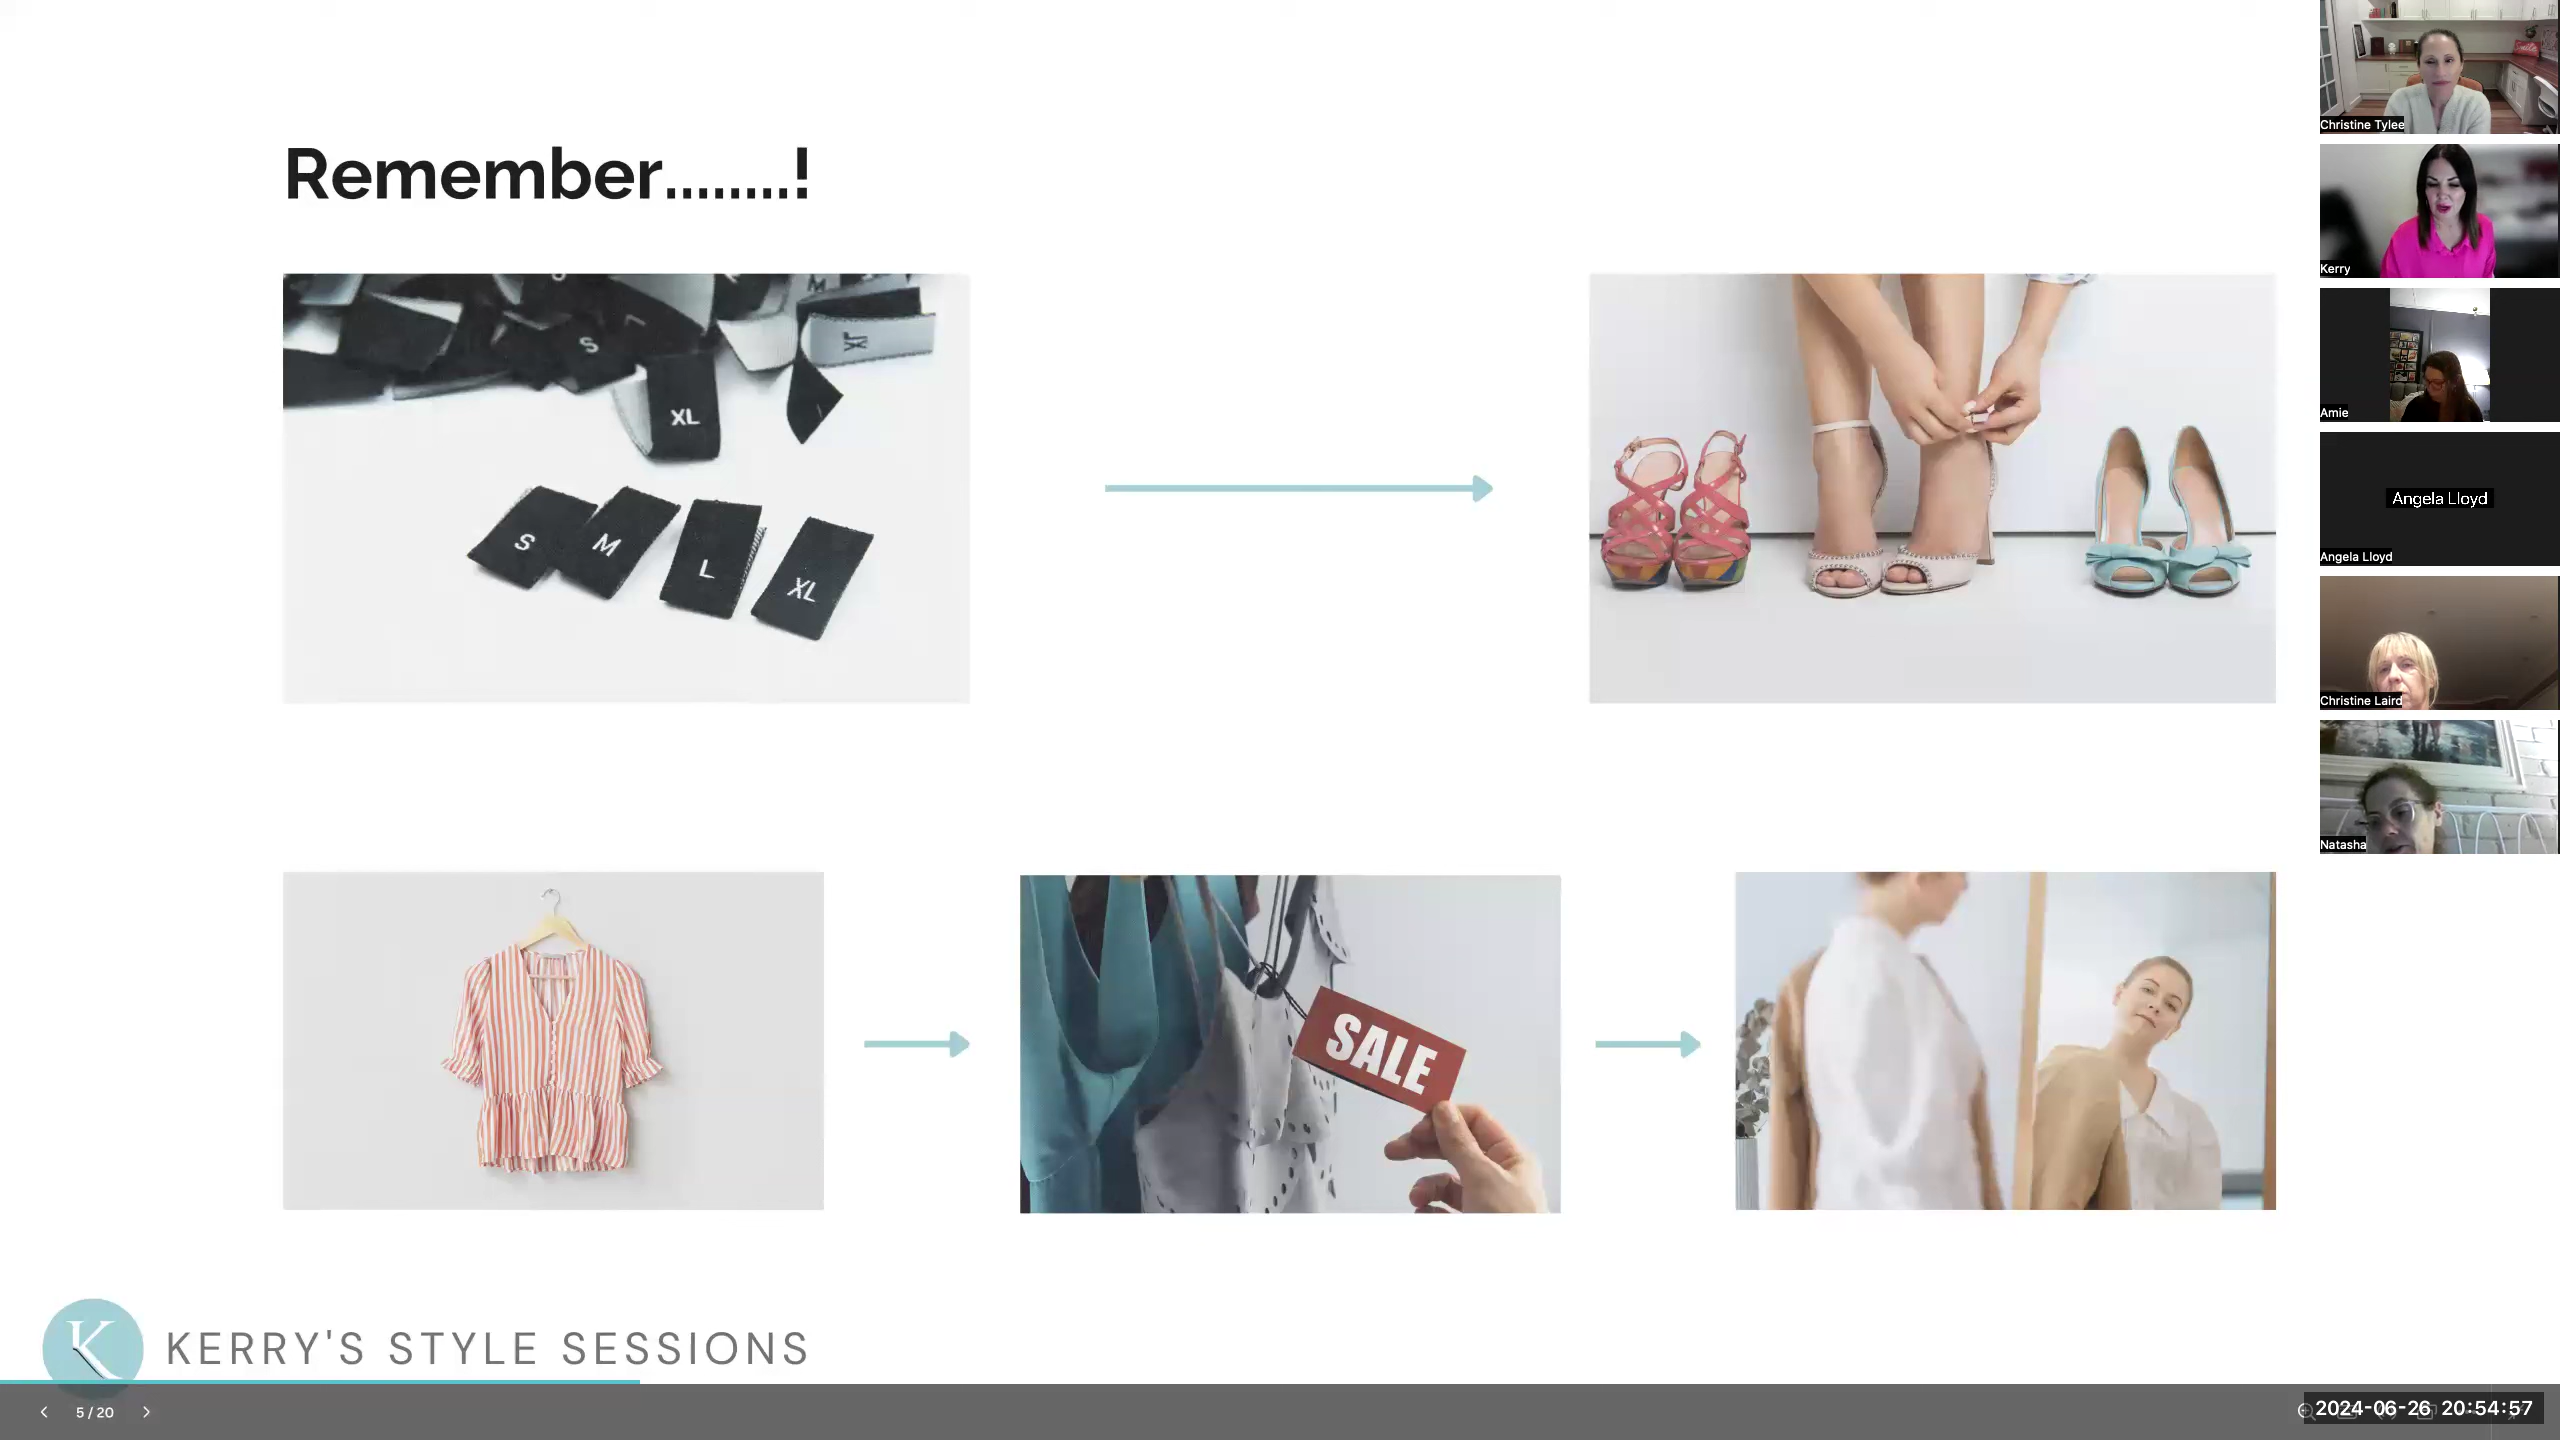 Remember........!
M
S
XL
XL
S
M
L
XL
SALE
K
KERRY'S STYLE SESSIONS
5 / 20
2024-06-26 20:54:57
Christine Tylee
Kerry
Amie
Angela Lloyd
Angela Lloyd
Christine Laird
Natasha